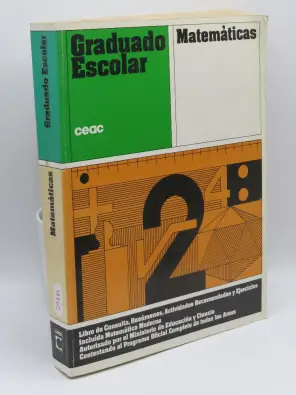 Graduado
Escolar
Matemáticas
ceac
Libro de Consulta, Resúmenes, Actividades Recomendadas y Ejercicios
Incluida Matemática Moderna
Autorizado por el Ministerio de Educación y Ciencia
Contestando al Programa Oficial Completo de todas las Areas
Graduado Escolar
Matemáticas